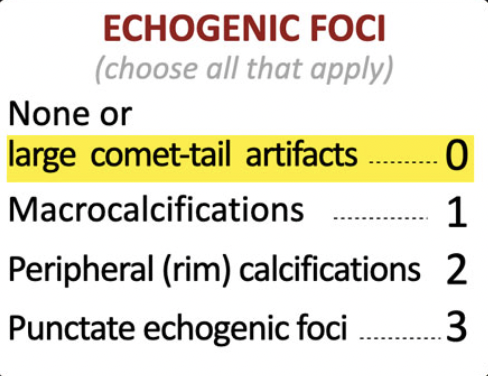 ECHOGENIC FOCI
(choose all that apply)
None or
large comet-tail artifacts .......... 0
Macrocalcifications .............. 1
Peripheral (rim) calcifications 2
Punctate echogenic foci ............ 3